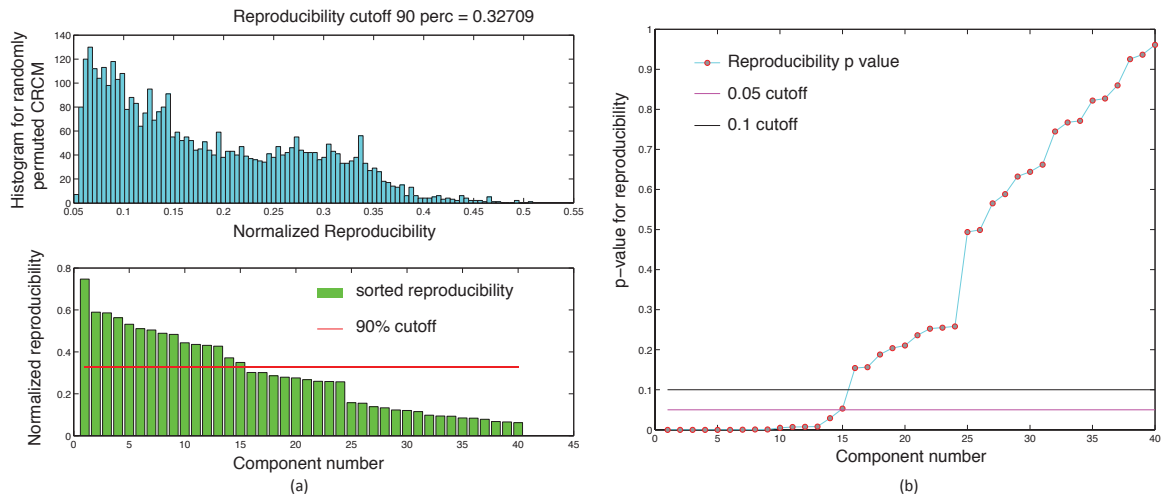 Reproducibility cutoff 90 perc = 0.32709
Histogram for randomly
permuted CRCM
140
120
100
80
60
40
20
0
0.05 0.1 0.15 0.2 0.25 0.3 0.35 0.4 0.45 0.5 0.55
Normalized Reproducibility
Normalized reproducibility
0.8
0.6
0.4
0.2
0
sorted reproducibility
90% cutoff
0 5 10 15 20 25 30 35 40 45
Component number
(a)
p−value for reproducibility
1
0.9
0.8
0.7
0.6
0.5
0.4
0.3
0.2
0.1
0
Reproducibility p value
0.05 cutoff
0.1 cutoff
0 5 10 15 20 25 30 35 40
Component number
(b)